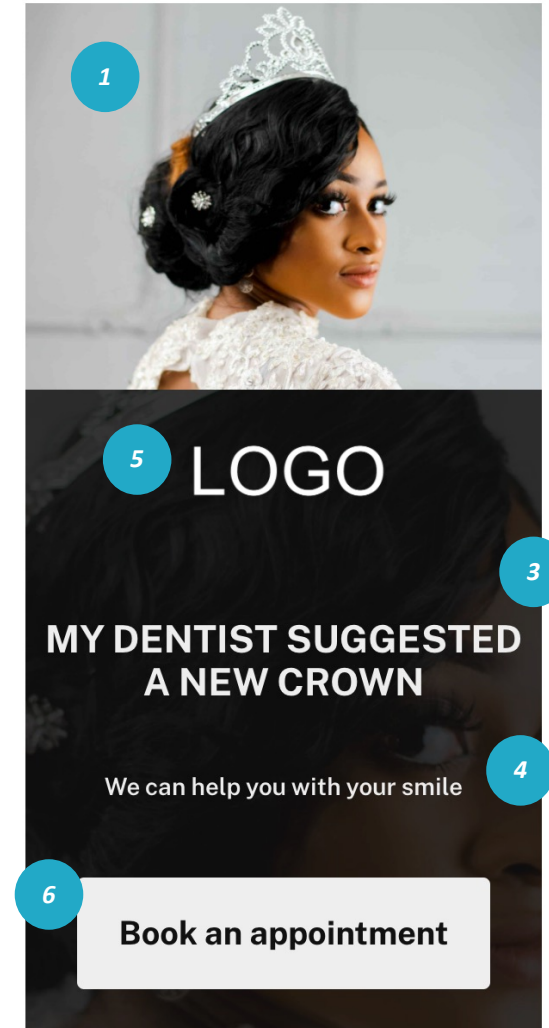 1
5
LOGO
3
MY DENTIST SUGGESTED
A NEW CROWN
4
We can help you with your smile
6
Book an appointment